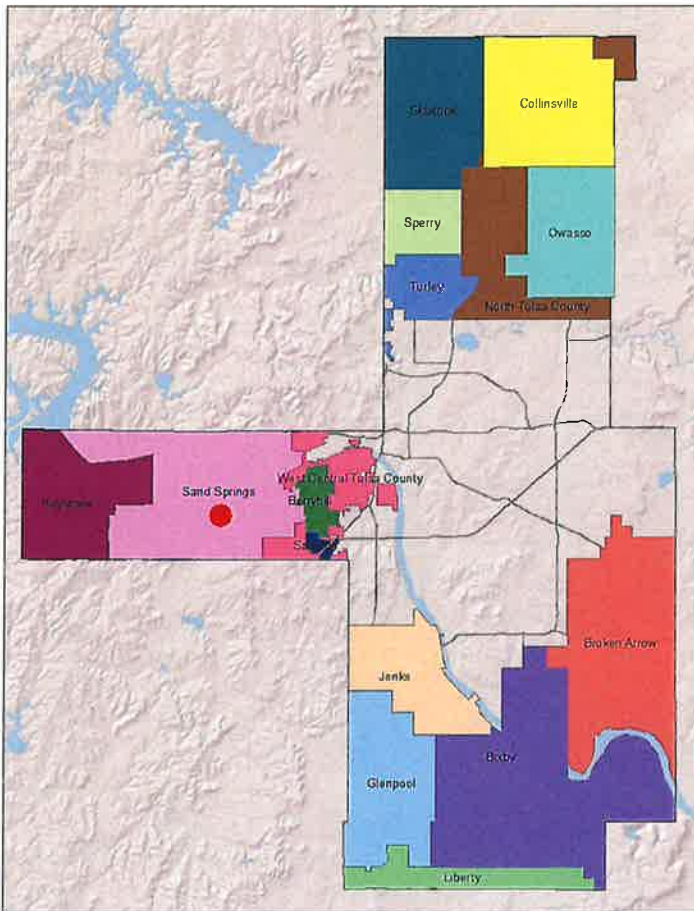 Skiatook
Collinsville
Sperry
Owasso
Turley
North Tulsa County
West Central Tulsa County
Keystone
Sand Springs
Berryhill
Broken Arrow
Jenks
Bixby
Glenpool
Liberty